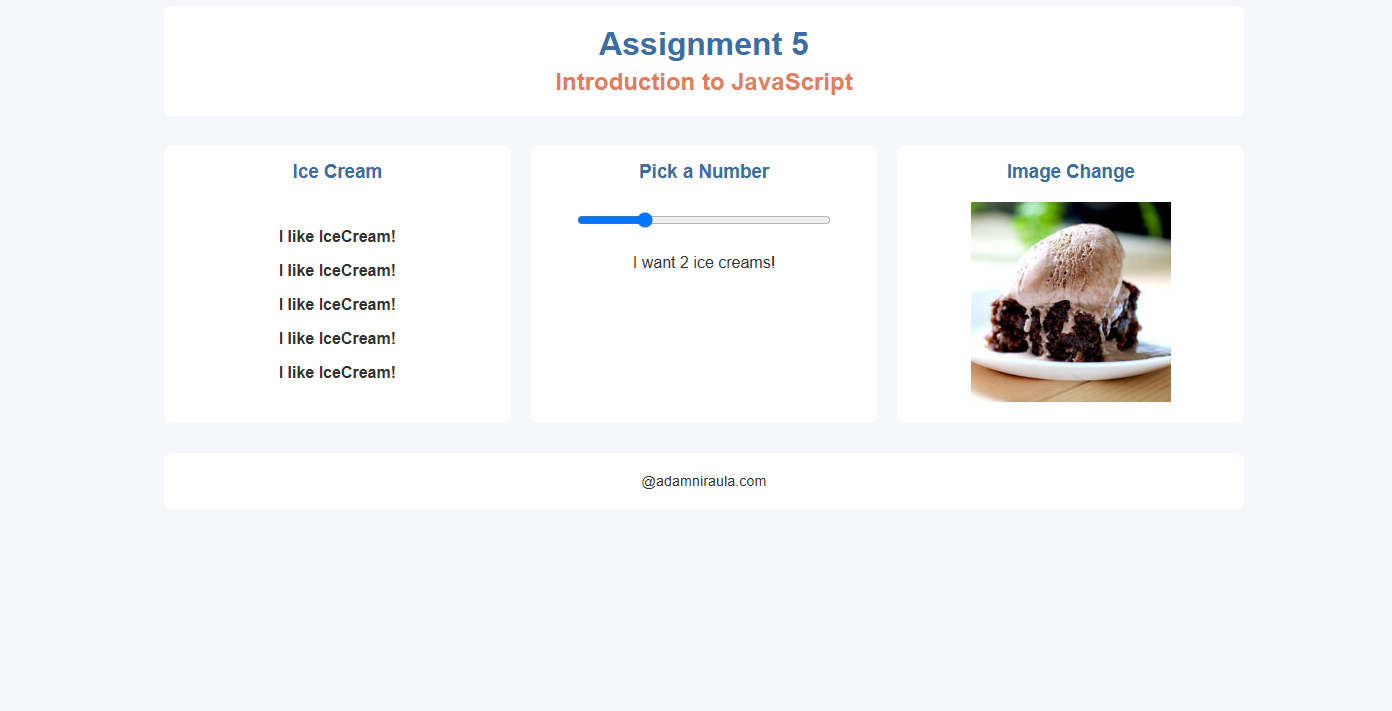 Assignment 5
Introduction to JavaScript
Ice Cream
I like IceCream!
I like IceCream!
I like IceCream!
I like IceCream!
I like IceCream!
Pick a Number
I want 2 ice creams!
Image Change
@adamniraula.com